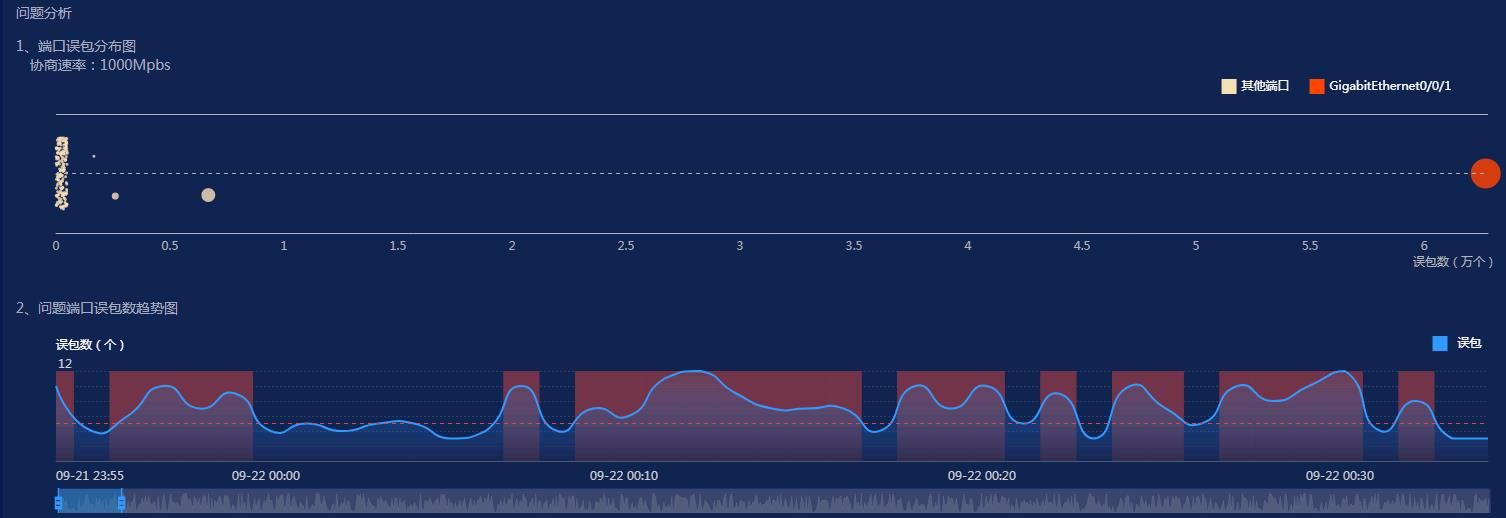 问题分析
1、端口误包分布图
协商速率：1000Mpbs
其他端口 GigabitEthernet0/0/1
0 0.5 1 1.5 2 2.5 3 3.5 4 4.5 5 5.5 6
误包数（万个）
2、问题端口误包数趋势图
误包数（个） 误包
12
09-21 23:55 09-22 00:00 09-22 00:10 09-22 00:20 09-22 00:30